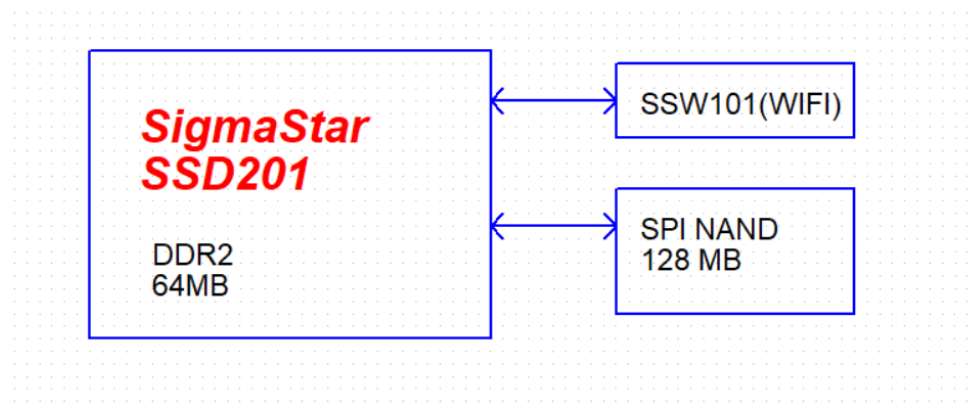 SigmaStar
SSD201
DDR2
64MB
SSW101(WIFI)
SPI NAND
128 MB